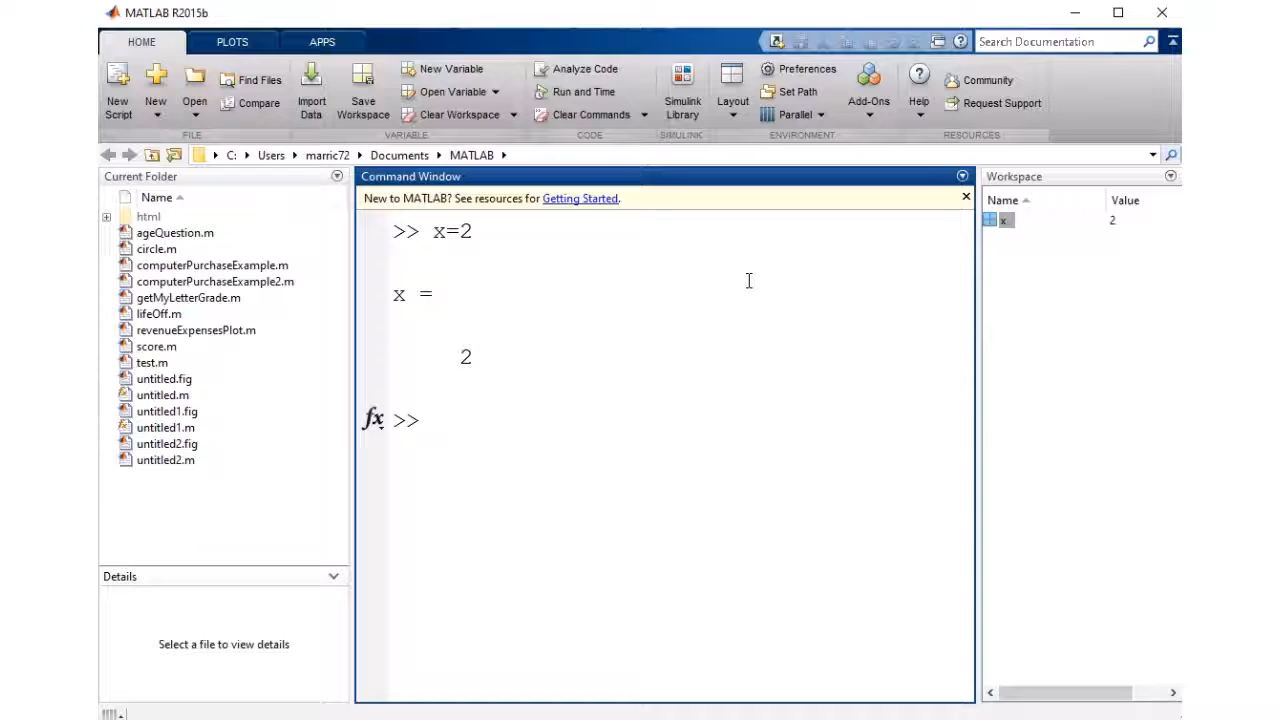 MATLAB R2015b
HOME
PLOTS
APPS
Search Documentation
New Script
New
Open
Find Files
Compare
Import Data
Save Workspace
New Variable
Open Variable
Clear Workspace
Analyze Code
Run and Time
Clear Commands
Simulink Library
Layout
Preferences
Set Path
Parallel
Add-Ons
Help
Community
Request Support
FILE
VARIABLE
CODE
SIMULINK
ENVIRONMENT
RESOURCES
C: Users marric72 Documents MATLAB
Current Folder
Name
html
ageQuestion.m
circle.m
computerPurchaseExample.m
computerPurchaseExample2.m
getMyLetterGrade.m
lifeOff.m
revenueExpensesPlot.m
score.m
test.m
untitled.fig
untitled.m
untitled1.fig
untitled1.m
untitled2.fig
untitled2.m
Details
Select a file to view details
Command Window
New to MATLAB? See resources for Getting Started.
>> x=2
x =
2
fx >>
Workspace
Name Value
x 2